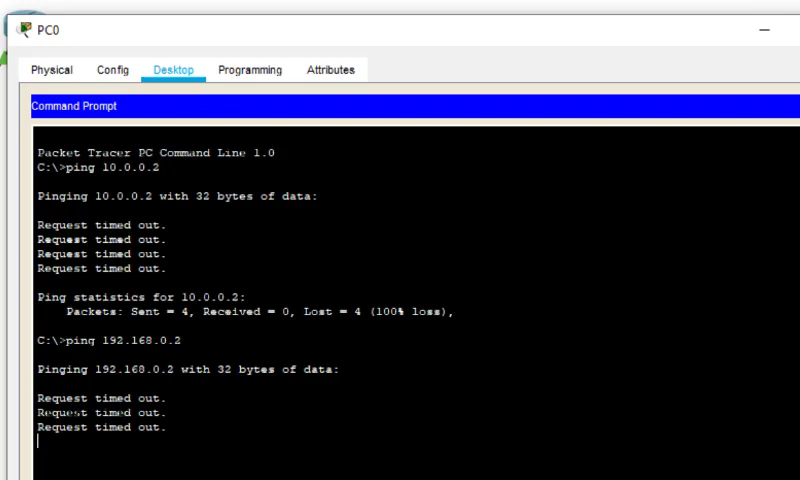 PC0
Physical Config Desktop Programming Attributes
Command Prompt
Packet Tracer PC Command Line 1.0
C:\>ping 10.0.0.2
Pinging 10.0.0.2 with 32 bytes of data:
Request timed out.
Request timed out.
Request timed out.
Request timed out.
Ping statistics for 10.0.0.2:
Packets: Sent = 4, Received = 0, Lost = 4 (100% loss),
C:\>ping 192.168.0.2
Pinging 192.168.0.2 with 32 bytes of data:
Request timed out.
Request timed out.
Request timed out.